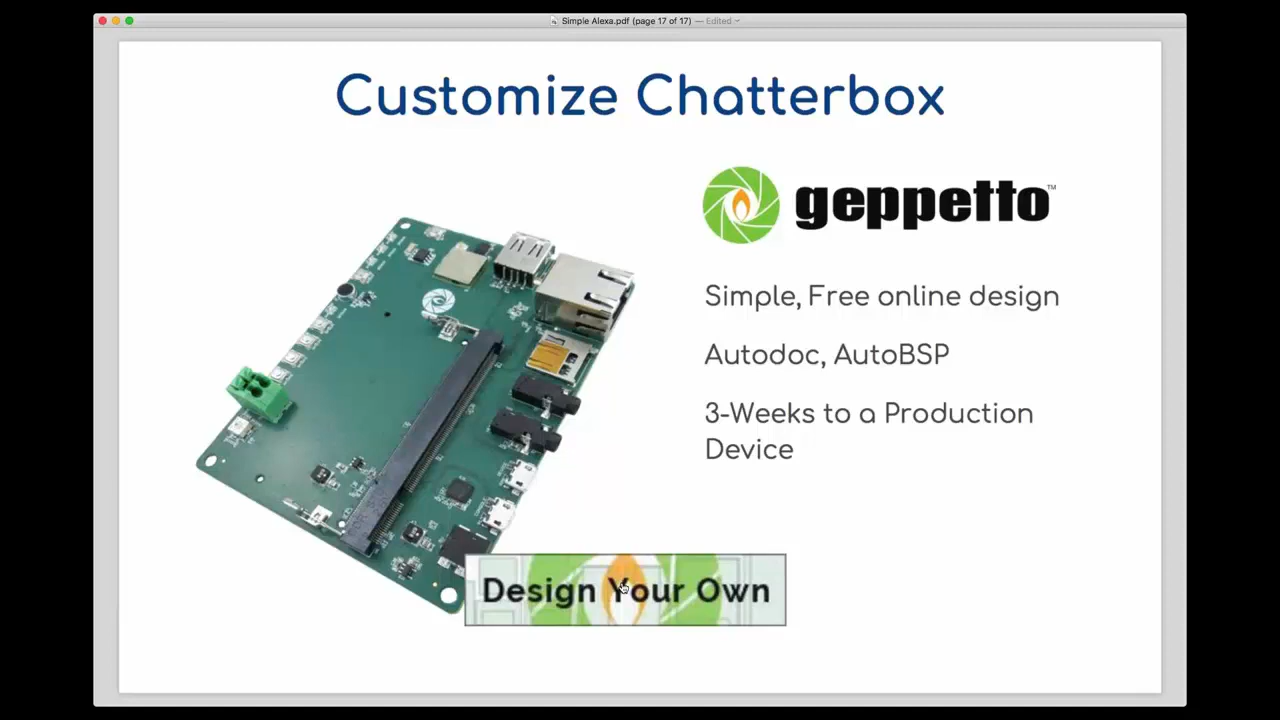 Simple Alexa.pdf (page 17 of 17) — Edited
Customize Chatterbox
geppetto™
Simple, Free online design
Autodoc, AutoBSP
3-Weeks to a Production
Device
Design Your Own